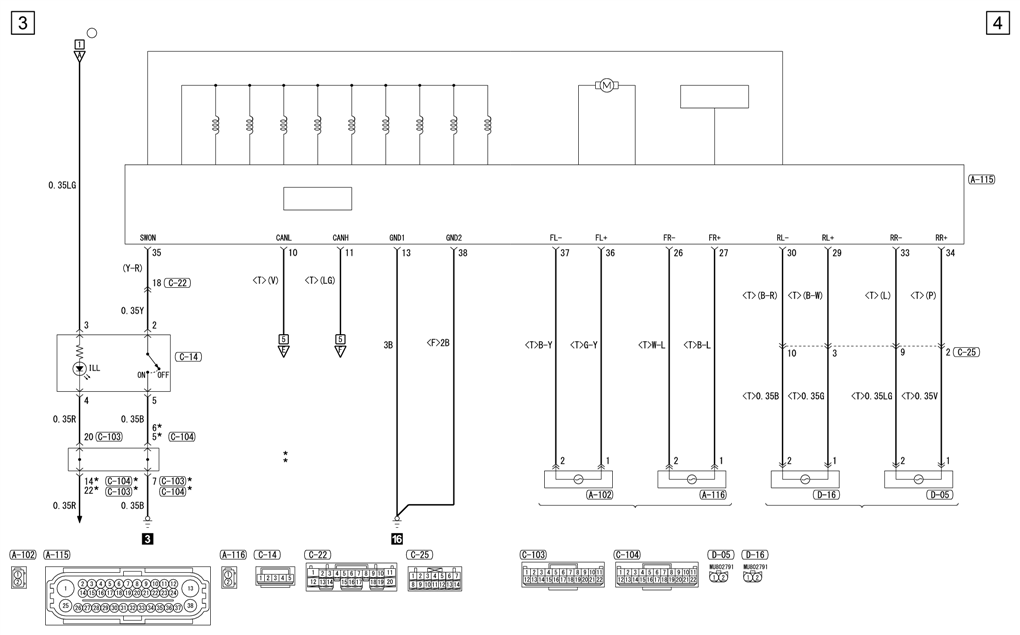 3
4
1
A
M
0.35LG
A-115
SWON CANL CANH GND1 GND2 FL- FL+ FR- FR+ RL- RL+ RR- RR+
35 10 11 13 38 37 36 26 27 30 29 33 34
(Y-R)
18 C-22
<T>(V) <T>(LG)
<T>(B-R) <T>(B-W) <T>(L) <T>(P)
0.35Y
3 2
5 5
3B <F>2B <T>B-Y <T>G-Y <T>W-L <T>B-L
10 3 9 2 C-25
C-14
ILL
ON OFF
4 5
<T>0.35B <T>0.35G <T>0.35LG <T>0.35V
0.35R 0.35B
6*
20 C-103 5* C-104
*
*
2 1 2 1 2 1 2 1
14* C-104* 7 C-103*
22* C-103* C-104*
A-102 A-116 D-16 D-05
0.35R 0.35B
3 16
A-102 A-115 A-116 C-14 C-22 C-25 C-103 C-104 D-05 D-16
MU802791 MU802791
1
2
1 2 3 4 5 6 7 8 9 10 11 12 13
14 15 16 17 18 19 20 21 22 23 24
25 26 27 28 29 30 31 32 33 34 35 36 37 38
1
2
1 2 3 4 5
1 2 3 4 5 6 7 8 9 10 11
12 13 14 15 16 17 18 19 20
1 2 3 4 5 6 7
8 9 10 11 12 13 14
1 2 3 4 5 6 7 8 9 10 11
12 13 14 15 16 17 18 19 20 21 22
1 2 3 4 5 6 7 8 9 10 11
12 13 14 15 16 17 18 19 20 21 22
1 2
1 2